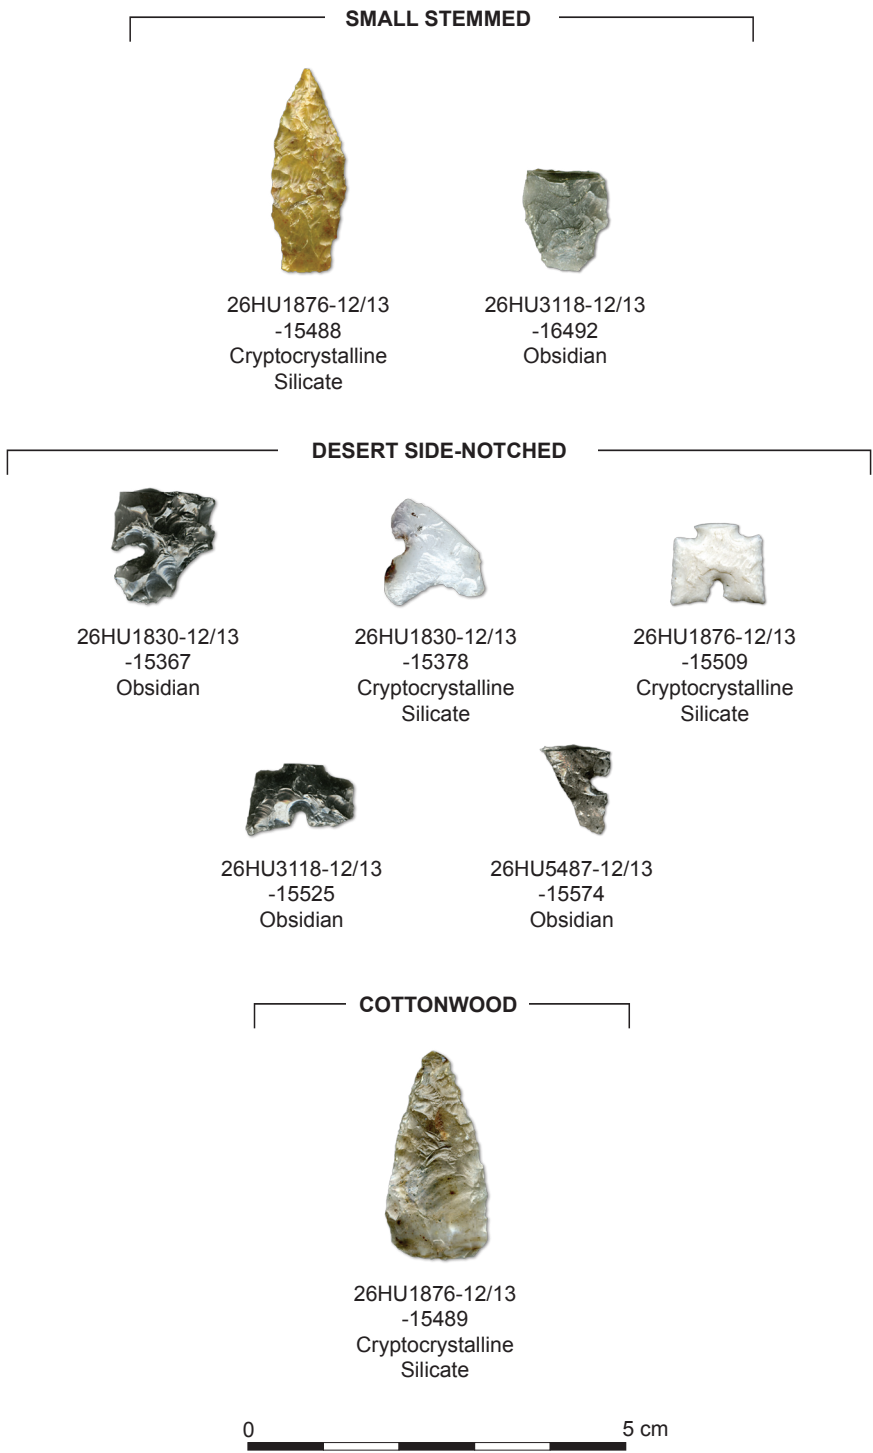 SMALL STEMMED
26HU1876-12/13
-15488
Cryptocrystalline
Silicate
26HU3118-12/13
-16492
Obsidian
DESERT SIDE-NOTCHED
26HU1830-12/13
-15367
Obsidian
26HU1830-12/13
-15378
Cryptocrystalline
Silicate
26HU1876-12/13
-15509
Cryptocrystalline
Silicate
26HU3118-12/13
-15525
Obsidian
26HU5487-12/13
-15574
Obsidian
COTTONWOOD
26HU1876-12/13
-15489
Cryptocrystalline
Silicate
0 5 cm